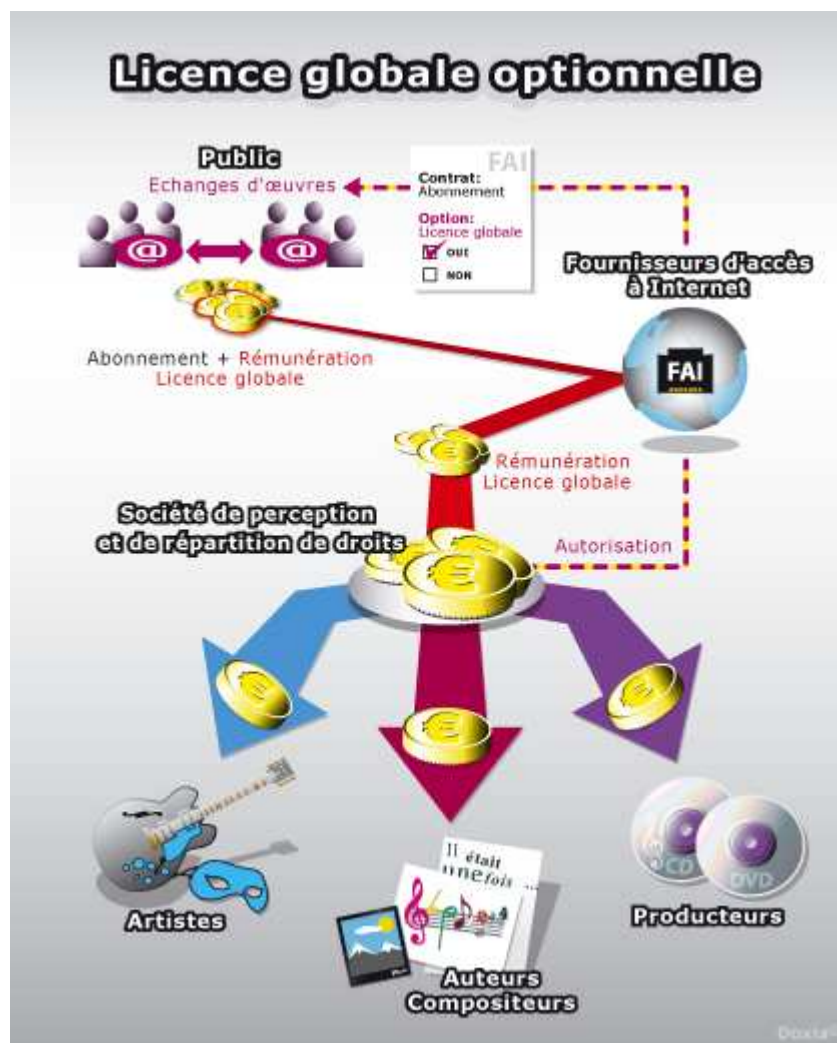 Licence globale optionnelle
Public
Echanges d'œuvres
FAI
Contrat:
Abonnement
Option:
Licence globale
OUI
NON
@
@
Fournisseurs d'accès
à Internet
FAI
Abonnement + Rémunération
Licence globale
Rémunération
Licence globale
Société de perception
et de répartition de droits
Autorisation
Il était
une fois ...
CD
DVD
Artistes
Producteurs
Auteurs
Compositeurs